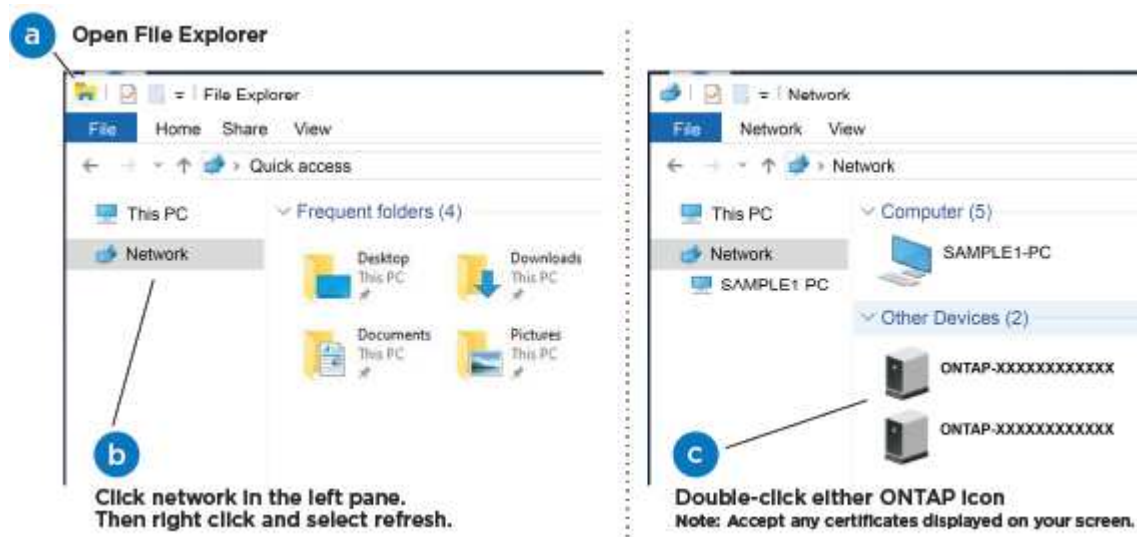 a Open File Explorer
File Explorer
File Home Share View
Quick access
This PC
Network
Frequent folders (4)
Desktop
This PC
Downloads
This PC
Documents
This PC
Pictures
This PC
b
Click network in the left pane.
Then right click and select refresh.
Network
File Network View
Network
This PC
Network
SAMPLE1 PC
Computer (5)
SAMPLE1-PC
Other Devices (2)
ONTAP-XXXXXXXXXXXX
ONTAP-XXXXXXXXXXXX
c
Double-click either ONTAP icon
Note: Accept any certificates displayed on your screen.